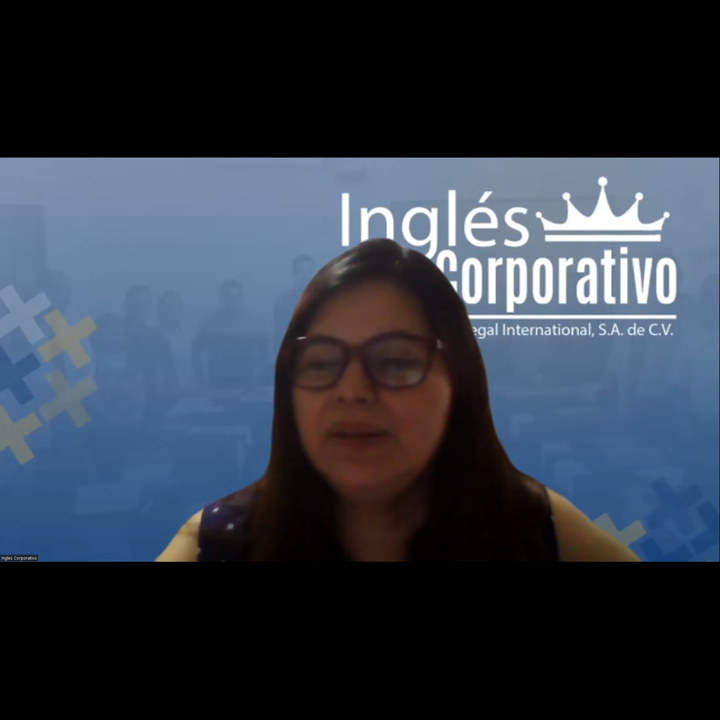 Inglés
Corporativo
egal International, S.A. de C.V.
Inglés Corporativo